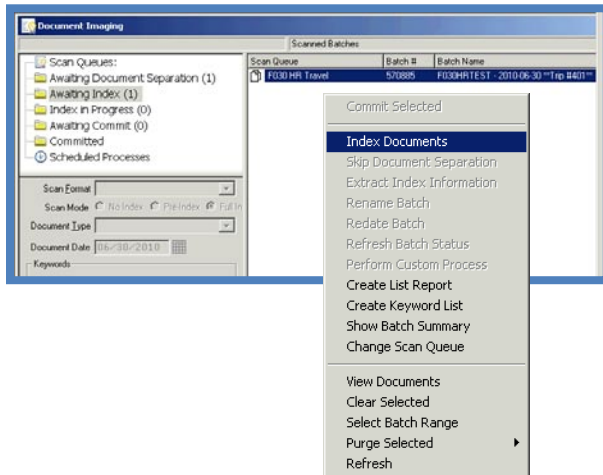 Document Imaging
Scanned Batches
Scan Queues:
Awaiting Document Separation (1)
Awaiting Index (1)
Index in Progress (0)
Awaiting Commit (0)
Committed
Scheduled Processes
Scan Queue Batch # Batch Name
F030 HR Travel 570885 F030HRTEST - 2010-06-30 **Trip #401**
Scan Format
Scan Mode No Index Pre-Index Full In
Document Type
Document Date 06/30/2010
Keywords
Commit Selected
Index Documents
Skip Document Separation
Extract Index Information
Rename Batch
Redate Batch
Refresh Batch Status
Perform Custom Process
Create List Report
Create Keyword List
Show Batch Summary
Change Scan Queue
View Documents
Clear Selected
Select Batch Range
Purge Selected
Refresh